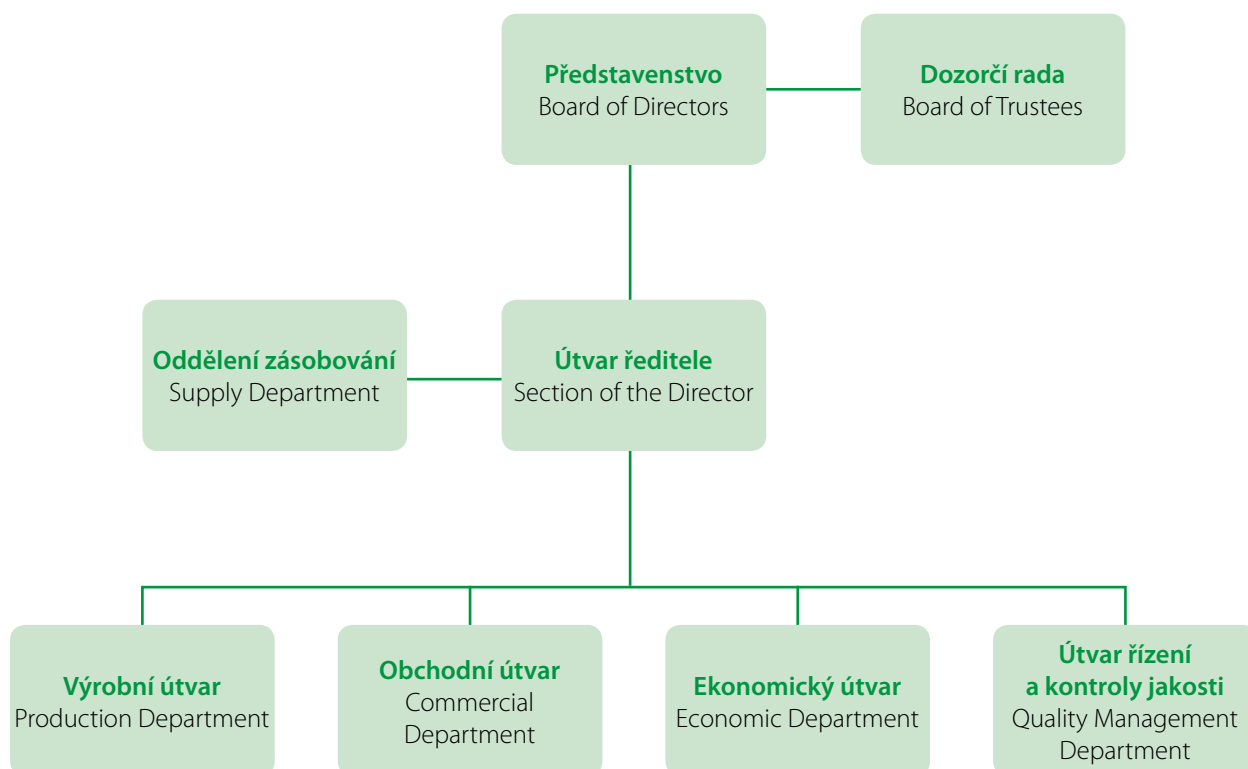 Představenstvo
Board of Directors
Dozorčí rada
Board of Trustees
Oddělení zásobování
Supply Department
Útvar ředitele
Section of the Director
Výrobní útvar
Production Department
Obchodní útvar
Commercial
Department
Ekonomický útvar
Economic Department
Útvar řízení
a kontroly jakosti
Quality Management
Department